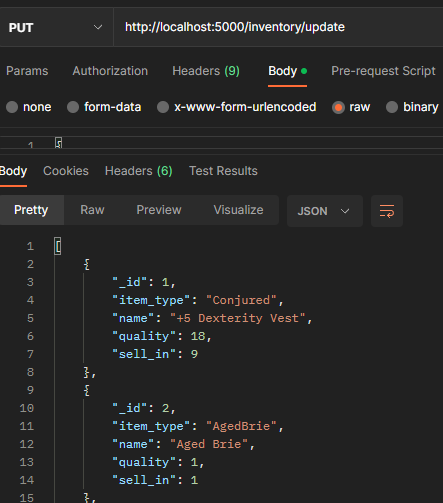 PUT http://localhost:5000/inventory/update
Params Authorization Headers (9) Body Pre-request Script
none form-data x-www-form-urlencoded raw binary
1 {
Body Cookies Headers (6) Test Results
Pretty Raw Preview Visualize JSON
1 [
2 {
3 "_id": 1,
4 "item_type": "Conjured",
5 "name": "+5 Dexterity Vest",
6 "quality": 18,
7 "sell_in": 9
8 },
9 {
10 "_id": 2,
11 "item_type": "AgedBrie",
12 "name": "Aged Brie",
13 "quality": 1,
14 "sell_in": 1
15 },